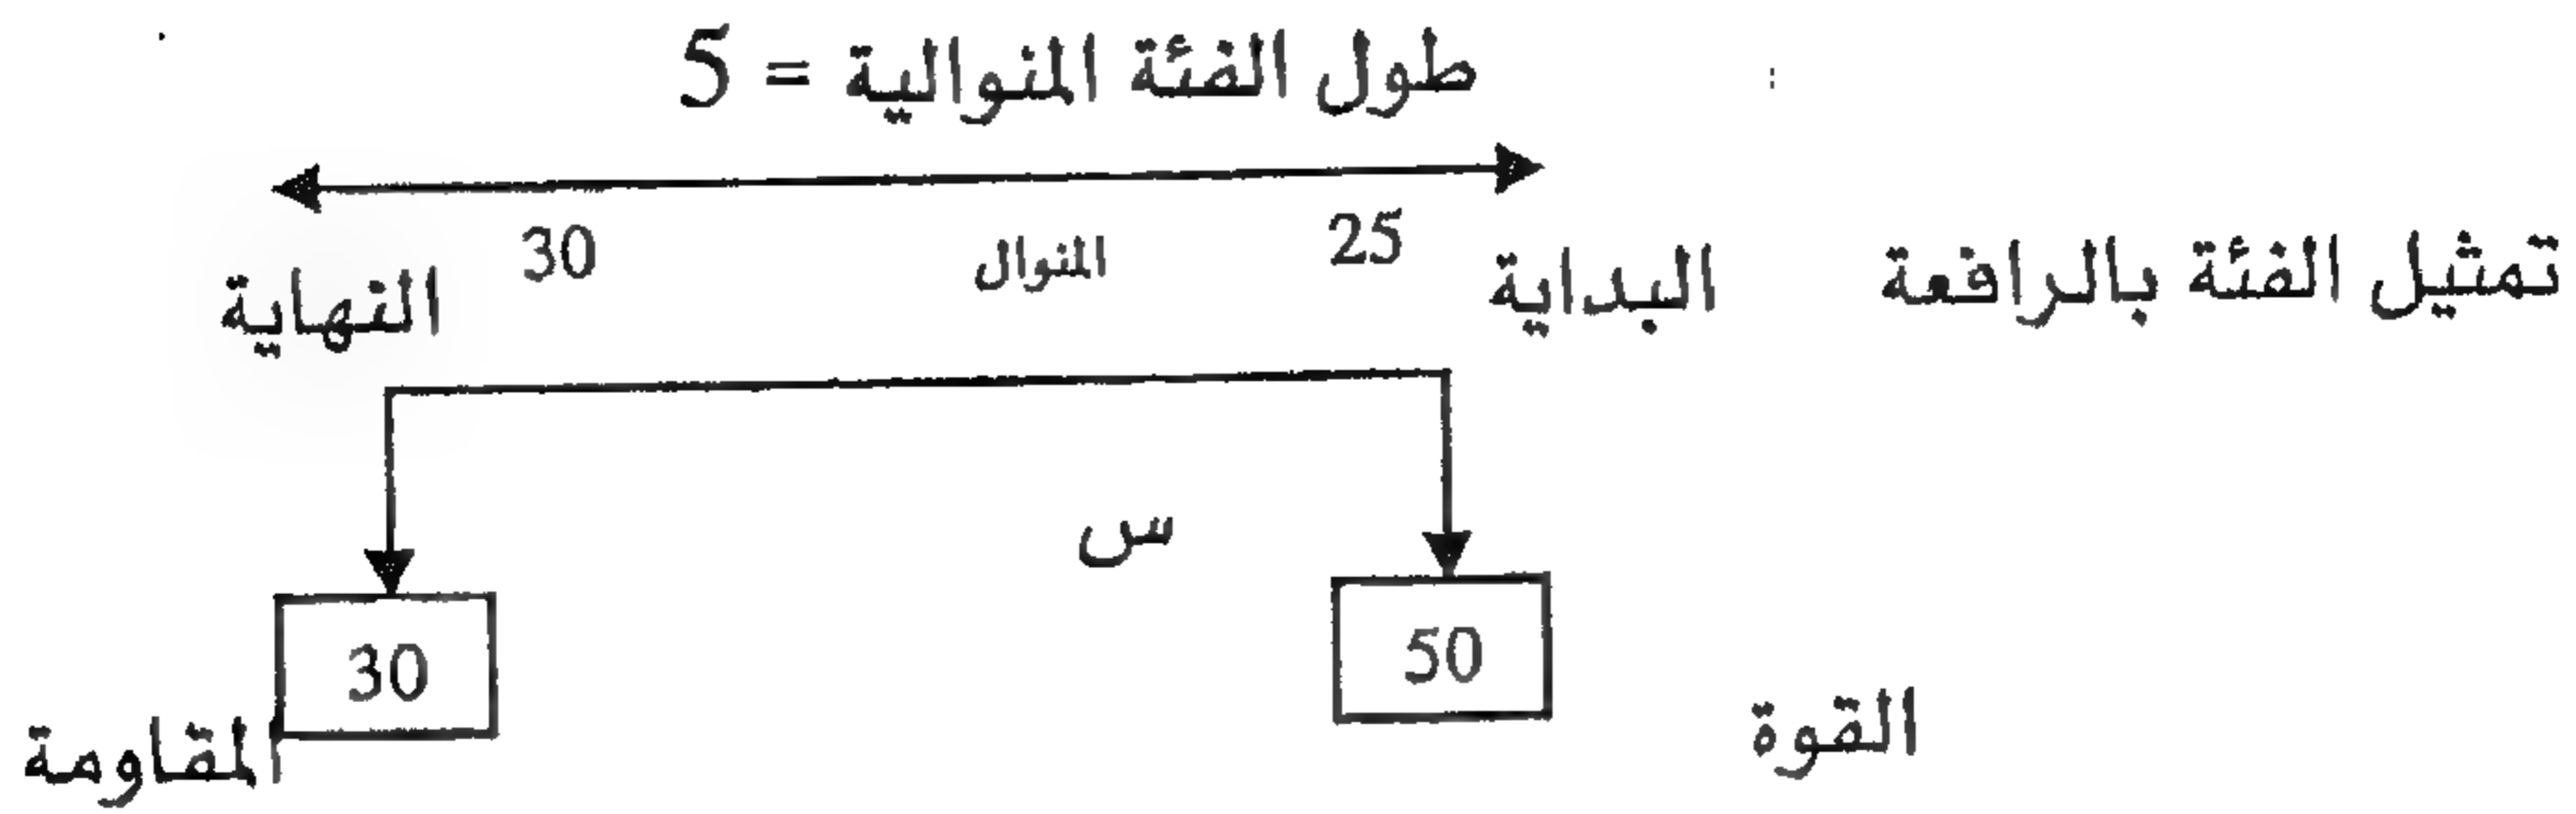 طول الفئة المنوالية = 5
تمثيل الفئة بالرافعة البداية 25 المنوال 30 النهاية
س
50 30
القوة المقاومة